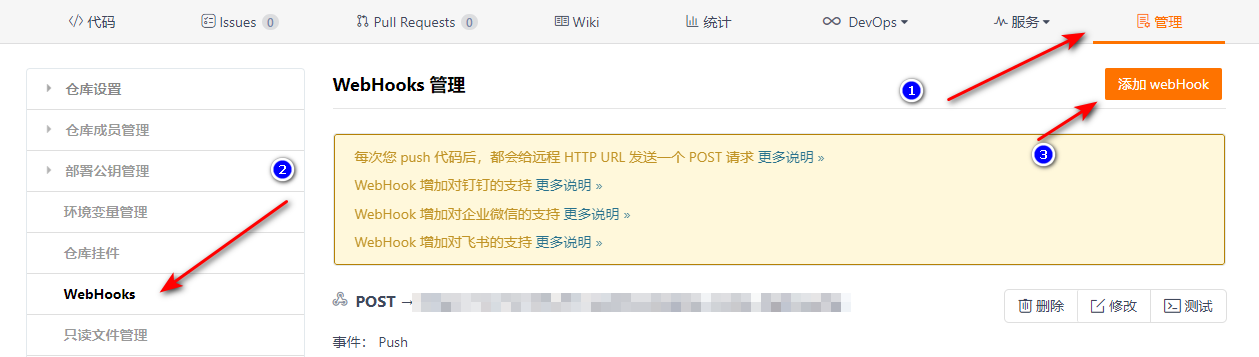 代码 Issues 0 Pull Requests 0 Wiki 统计 DevOps 服务 管理
仓库设置
仓库成员管理
部署公钥管理
环境变量管理
仓库挂件
WebHooks
只读文件管理
WebHooks 管理
添加 webHook
1
2
3
每次您 push 代码后，都会给远程 HTTP URL 发送一个 POST 请求 更多说明 »
WebHook 增加对钉钉的支持 更多说明 »
WebHook 增加对企业微信的支持 更多说明 »
WebHook 增加对飞书的支持 更多说明 »
POST →
删除 修改 测试
事件： Push